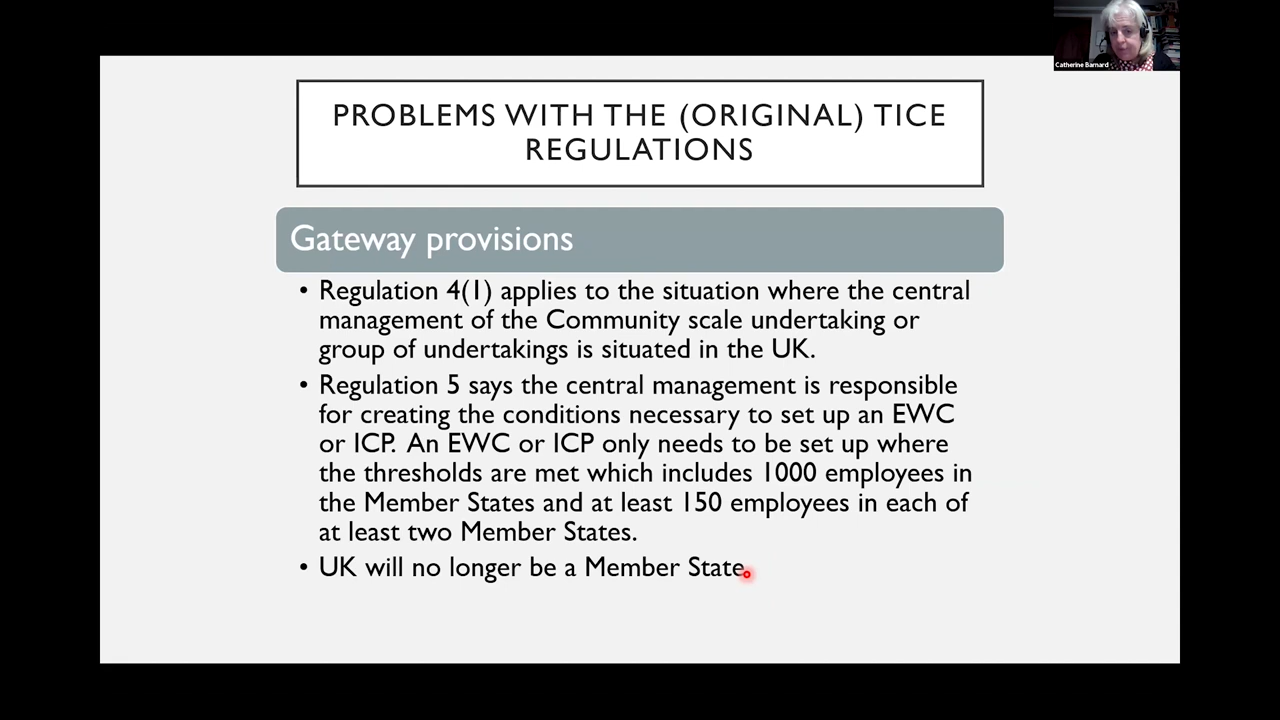 Catherine Barnard
PROBLEMS WITH THE (ORIGINAL) TICE
REGULATIONS
Gateway provisions
• Regulation 4(1) applies to the situation where the central
management of the Community scale undertaking or
group of undertakings is situated in the UK.
• Regulation 5 says the central management is responsible
for creating the conditions necessary to set up an EWC
or ICP. An EWC or ICP only needs to be set up where
the thresholds are met which includes 1000 employees in
the Member States and at least 150 employees in each of
at least two Member States.
• UK will no longer be a Member State.